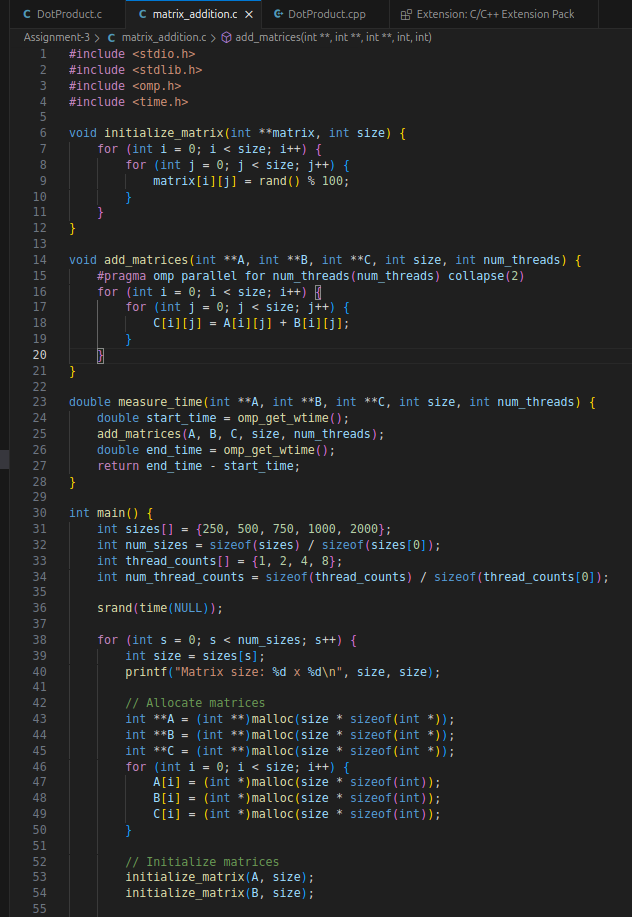 DotProduct.c matrix_addition.c DotProduct.cpp Extension: C/C++ Extension Pack
Assignment-3 > matrix_addition.c > add_matrices(int **, int **, int **, int, int)
1 #include <stdio.h>
2 #include <stdlib.h>
3 #include <omp.h>
4 #include <time.h>
5
6 void initialize_matrix(int **matrix, int size) {
7 for (int i = 0; i < size; i++) {
8 for (int j = 0; j < size; j++) {
9 matrix[i][j] = rand() % 100;
10 }
11 }
12 }
13
14 void add_matrices(int **A, int **B, int **C, int size, int num_threads) {
15 #pragma omp parallel for num_threads(num_threads) collapse(2)
16 for (int i = 0; i < size; i++) {
17 for (int j = 0; j < size; j++) {
18 C[i][j] = A[i][j] + B[i][j];
19 }
20 }
21 }
22
23 double measure_time(int **A, int **B, int **C, int size, int num_threads) {
24 double start_time = omp_get_wtime();
25 add_matrices(A, B, C, size, num_threads);
26 double end_time = omp_get_wtime();
27 return end_time - start_time;
28 }
29
30 int main() {
31 int sizes[] = {250, 500, 750, 1000, 2000};
32 int num_sizes = sizeof(sizes) / sizeof(sizes[0]);
33 int thread_counts[] = {1, 2, 4, 8};
34 int num_thread_counts = sizeof(thread_counts) / sizeof(thread_counts[0]);
35
36 srand(time(NULL));
37
38 for (int s = 0; s < num_sizes; s++) {
39 int size = sizes[s];
40 printf("Matrix size: %d x %d\n", size, size);
41
42 // Allocate matrices
43 int **A = (int **)malloc(size * sizeof(int *));
44 int **B = (int **)malloc(size * sizeof(int *));
45 int **C = (int **)malloc(size * sizeof(int *));
46 for (int i = 0; i < size; i++) {
47 A[i] = (int *)malloc(size * sizeof(int));
48 B[i] = (int *)malloc(size * sizeof(int));
49 C[i] = (int *)malloc(size * sizeof(int));
50 }
51
52 // Initialize matrices
53 initialize_matrix(A, size);
54 initialize_matrix(B, size);
55